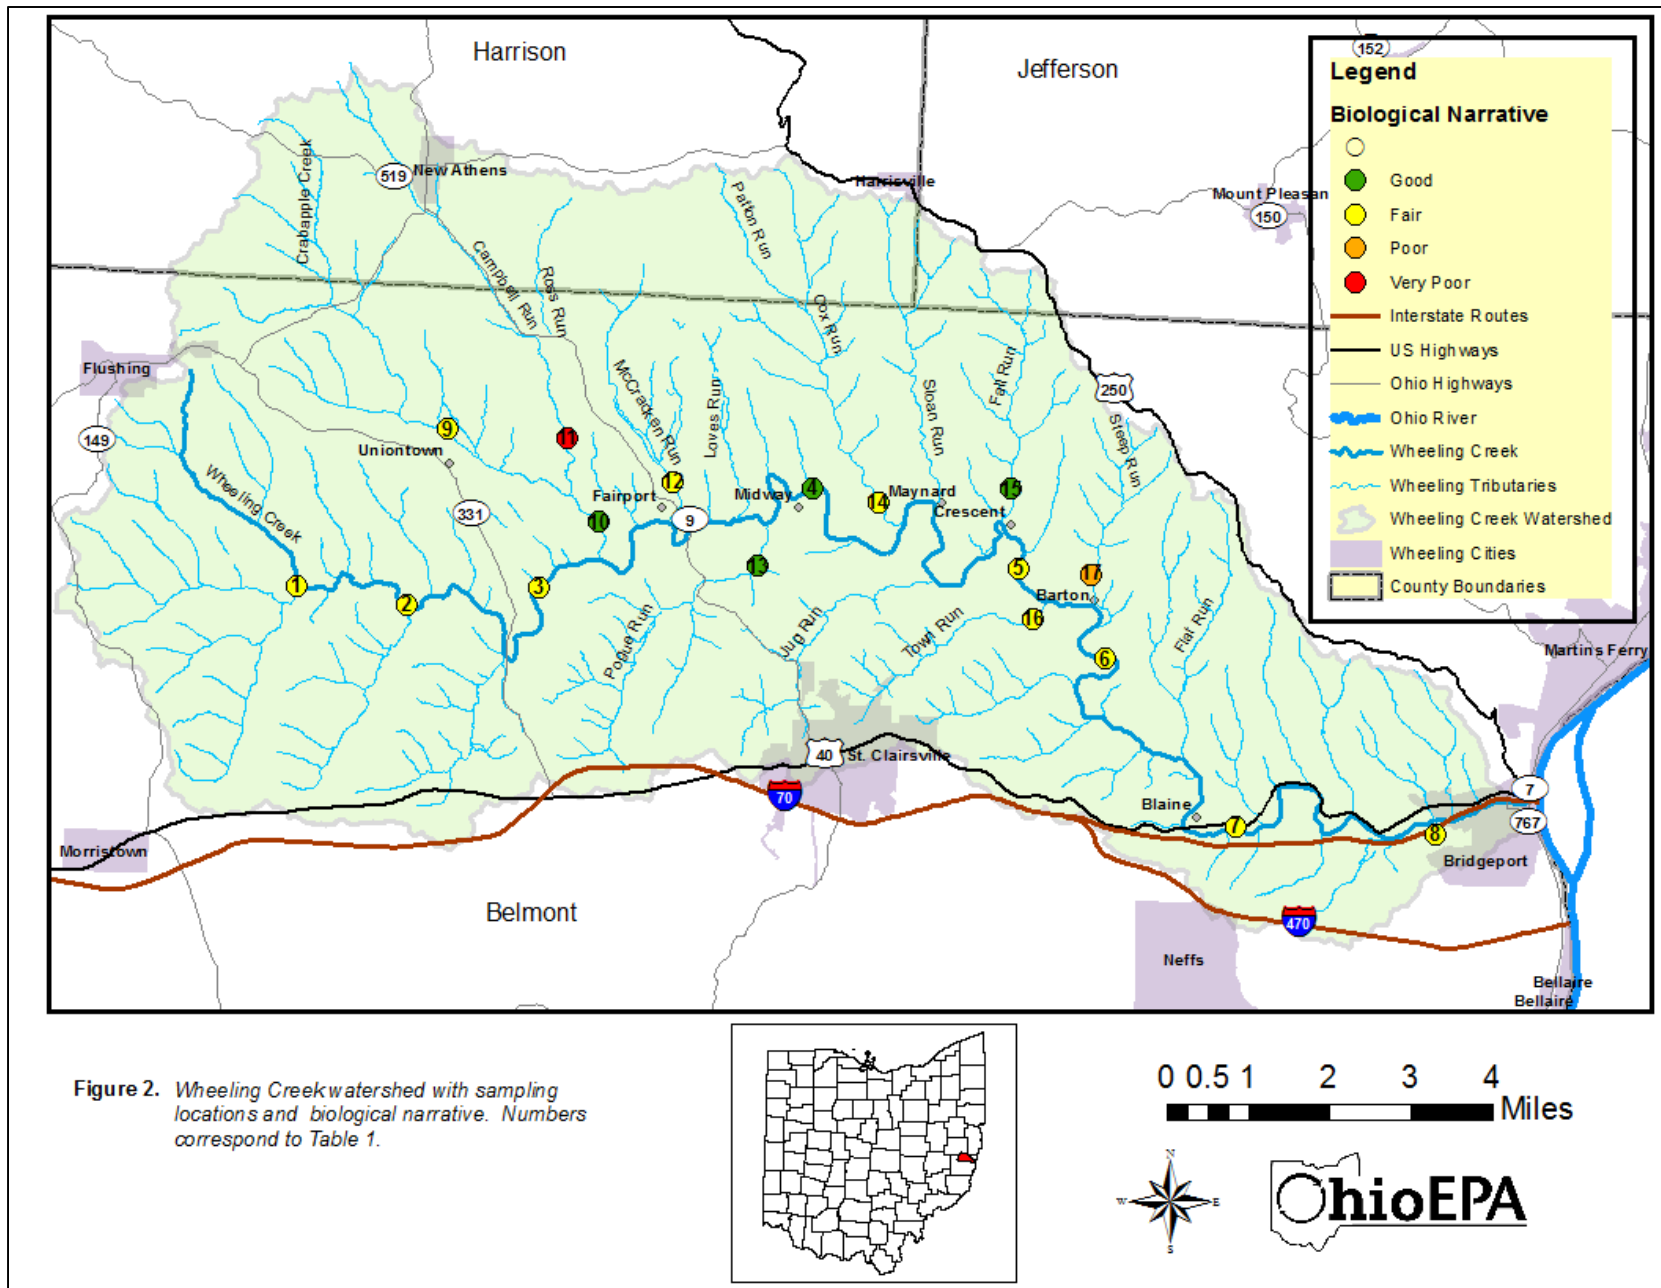 Harrison
Jefferson
152
Legend
Biological Narrative
Good
Fair
Poor
Very Poor
Interstate Routes
US Highways
Ohio Highways
Ohio River
Wheeling Creek
Wheeling Tributaries
Wheeling Creek Watershed
Wheeling Cities
County Boundaries
Crabapple Creek
519
New Athens
Harrisville
Mount Pleasan
150
Patton Run
Campbell Run
Ross Run
Cox Run
McCracken Run
Loves Run
Sloan Run
Fall Run
250
Steep Run
Flushing
149
9
Uniontown
11
Wheeling Creek
331
Fairport
12
10
9
Midway
4
14
Maynard
Crescent
15
13
1
2
3
5
17
Barton
16
6
Pogue Run
Jug Run
Town Run
Flat Run
Martins Ferry
40
St. Clairsville
70
Blaine
7
8
7
767
Bridgeport
Morristown
Belmont
470
Neffs
Bellaire
Bellaire
Figure 2. Wheeling Creek watershed with sampling
locations and biological narrative. Numbers
correspond to Table 1.
0 0.5 1 2 3 4
Miles
N
W E
S
OhioEPA